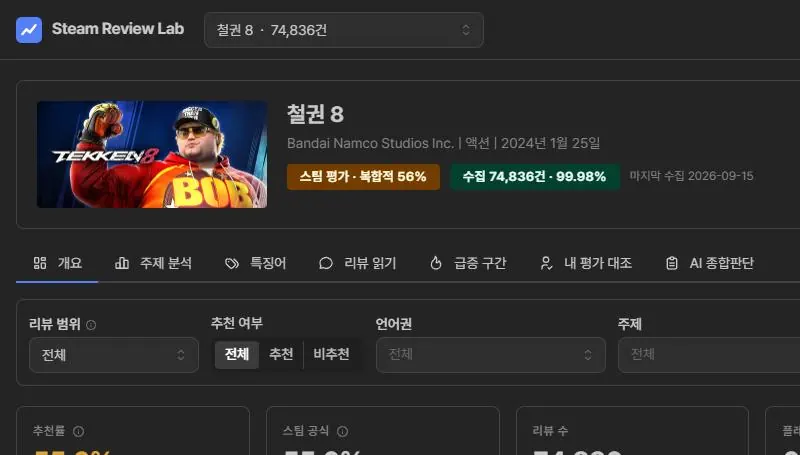 Steam Review Lab
철권 8 · 74,836건
TEKKEN 8
BOB
철권 8
Bandai Namco Studios Inc. | 액션 | 2024년 1월 25일
스팀 평가 · 복합적 56%
수집 74,836건 · 99.98%
마지막 수집 2026-09-15
개요
주제 분석
특징어
리뷰 읽기
급증 구간
내 평가 대조
AI 종합판단
리뷰 범위
추천 여부
언어권
주제
전체
전체
추천
비추천
전체
전체
추천률
스팀 공식
리뷰 수